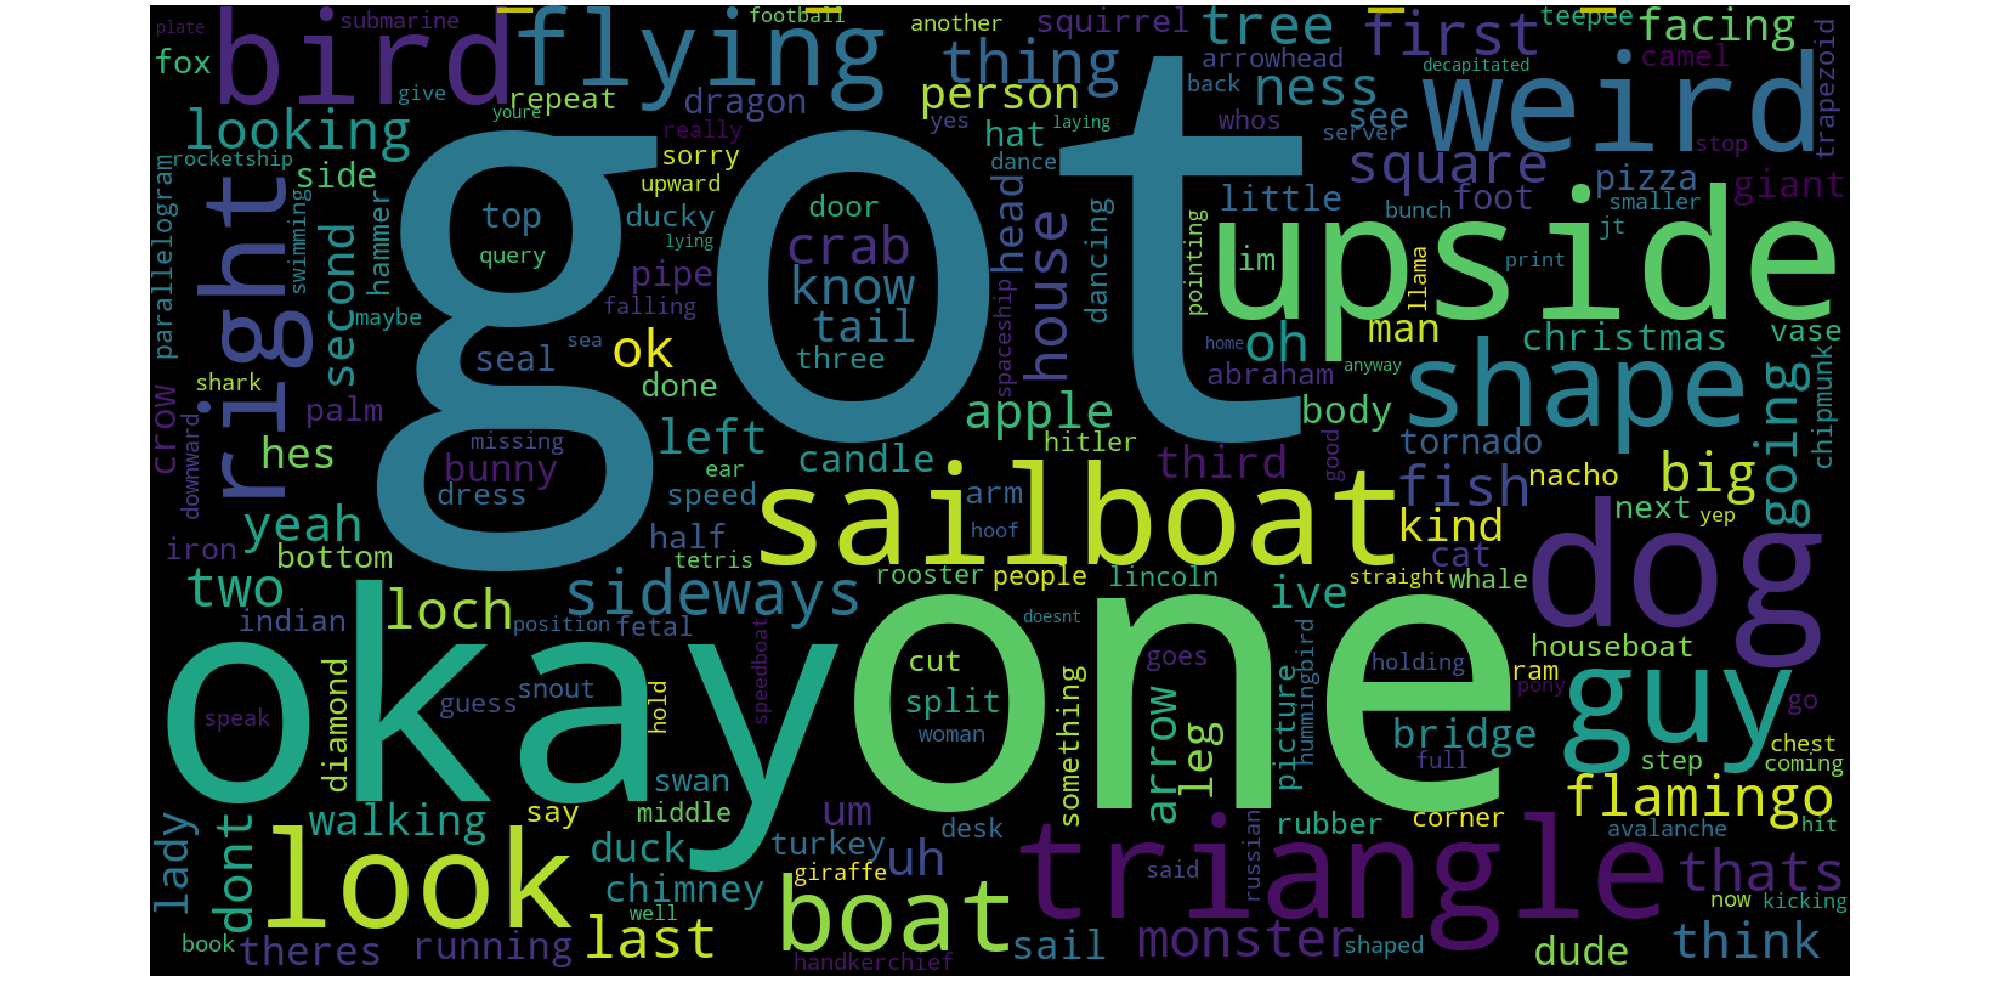 plate
submarine
football
another
squirrel
tree
first
teepee
facing
fox
bird
flying
thing
arrowhead
decapitated
camel
trapezoid
give
repeat
dragon
person
back
ness
see
weird
looking
youre
really
yes
hat
laying
whos
server
stop
rocketship
side
sorry
dance
square
pizza
giant
right
got
upward
little
foot
smaller
parallelogram
swimming
second
hammer
top
ducky
door
head
house
dancing
pointing
bunch
jt
query
lying
crab
im
upside
llama
print
pipe
know
falling
spaceship
maybe
tail
oh
man
christmas
vase
seal
sea
ok
three
home
anyway
shape
chipmunk
crow
shark
done
abraham
going
palm
apple
body
downward
hes
missing
left
hitler
good
tornado
bunny
ear
candle
third
fish
nacho
big
dress
speed
arm
sailboat
yeah
half
hoof
kind
next
yep
iron
bottom
tetris
cat
dog
two
loch
sideways
rooster
people
lincoln
ive
straight
whale
indian
position
fetal
doesnt
okay
one
speedboat
cut
something
goes
hummingbird
holding
ram
houseboat
guy
diamond
snout
hold
split
arrow
leg
picture
pony
go
speak
guess
woman
bridge
chest
full
step
coming
swan
flamingo
lady
walking
say
middle
um
desk
rubber
corner
avalanche
hit
dont
look
duck
turkey
uh
russian
triangle
chimney
giraffe
boat
said
thats
well
now
kicking
book
theres
running
last
sail
monster
shaped
dude
think
handkerchief